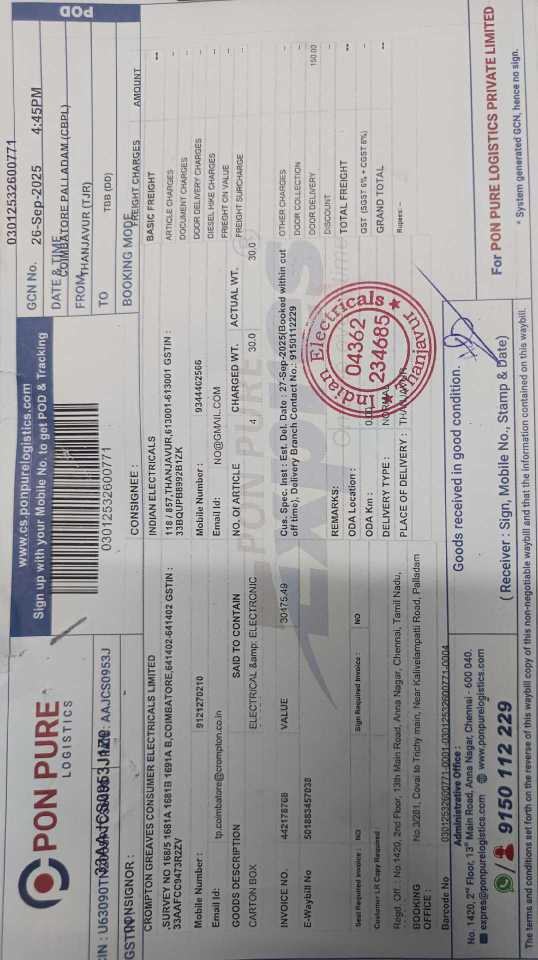 PON PURE
LOGISTICS
www.cs.ponpurelogistics.com
Sign up with your Mobile No. to get POD & Tracking
03012532600771
POD
GCN No. 03012532600771
DATE & TIME 26-Sep-2025 4:45PM
FROM COIMBATORE PALLADAM (CBPL)
TO THANJAVUR (TJR)
BOOKING MODE TBB (DD)
AAJCS0953J
CONSIGNOR :
CROMPTON GREAVES CONSUMER ELECTRICALS LIMITED
,SURVEY NO 168/5 1681A 1681B 1691A B,COIMBATORE,641402-641402 GSTIN :
33AAFCC9473R2ZV
Mobile Number : 9121270210
Email Id: tp.coimbatore@crompton.co.in
CONSIGNEE :
INDIAN ELECTRICALS
118 / 857,THANJAVUR,613001-613001 GSTIN :
33BQUPB8992B1ZK
Mobile Number : 9344462566
Email Id: NO@GMNIL.COM
GOODS DESCRIPTION SAID TO CONTAIN NO. OF ARTICLE CHARGED WT. ACTUAL WT.
CARTON BOX ELECTRICAL &amp; ELECTRONIC 4 30.0 30.0
INVOICE NO. 442178768 VALUE 30475.49
E-Waybill No 501883457038
Cus. Spec. Inst : Est. Del. Date : 27-Sep-2025(Booked within cut
off time), Delivery Branch Contact No.: 9150112229
REMARKS:
ODA Location :
ODA Km : 0.00
DELIVERY TYPE :
PLACE OF DELIVERY :
Seal Required Invoice : NO Sign Required Invoice : NO
Customer LR Copy Required :
Regd. Off : No.1420, 2nd Floor, 13th Main Road, Anna Nagar, Chennai, Tamil Nadu,
BOOKING OFFICE : No.3/281, Covai to Trichy main, Near Kalivelampatti Road, Palladam
Barcode No 03012532600771-0001-03012532600771-0004
FREIGHT CHARGES AMOUNT
BASIC FREIGHT --
ARTICLE CHARGES -
DOCUMENT CHARGES -
DOOR DELIVERY CHARGES -
DIESEL HIKE CHARGES -
FREIGHT ON VALUE -
FREIGHT SURCHARGE -
OTHER CHARGES -
DOOR COLLECTION -
DOOR DELIVERY 150.00
DISCOUNT -
TOTAL FREIGHT --
GST (SGST 6% + CGST 6%) -
GRAND TOTAL --
Rupees: --
Indian Electricals
04362
234685
Thanjavur
Administrative Office :
No. 1420, 2nd Floor, 13th Main Road, Anna Nagar, Chennai - 600 040.
expres@ponpurelogistics.com www.ponpurelogistics.com
9150 112 229
Goods received in good condition.
( Receiver : Sign, Mobile No., Stamp & Date)
For PON PURE LOGISTICS PRIVATE LIMITED
* System generated GCN, hence no sign.
The terms and conditions set forth on the reverse of this waybill copy of this non-negotiable waybill and that the information contained on this waybill.